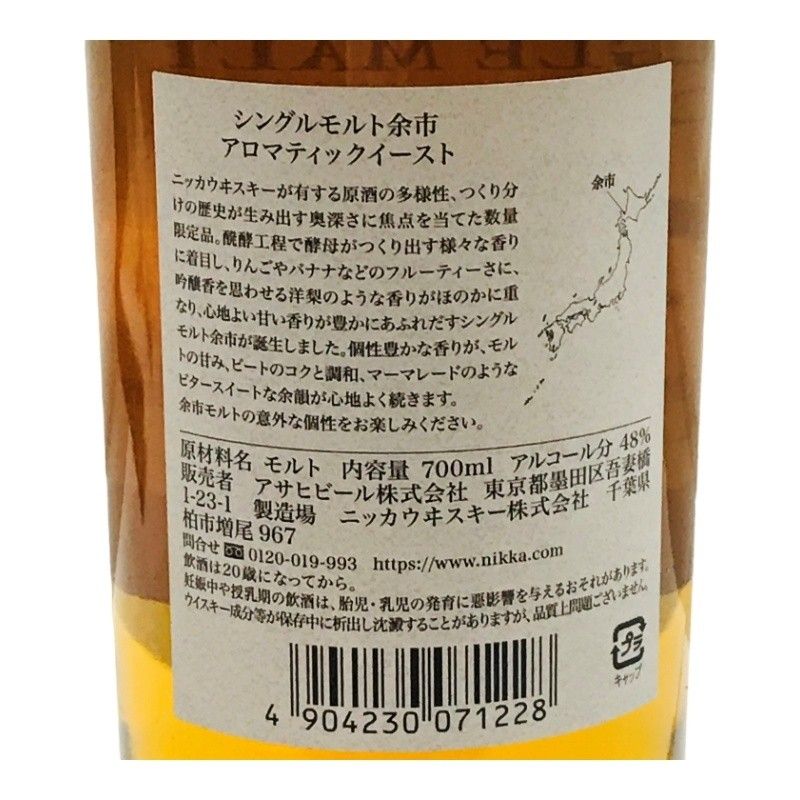 GLE MALT
シングルモルト余市
アロマティックイースト
余市
ニッカウヰスキーが有する原酒の多様性、つくり分
けの歴史が生み出す奥深さに焦点を当てた数量
限定品。醗酵工程で酵母がつくり出す様々な香り
に着目し、りんごやバナナなどのフルーティーさに、
吟醸香を思わせる洋梨のような香りがほのかに重
なり、心地よい甘い香りが豊かにあふれだすシングル
モルト余市が誕生しました。個性豊かな香りが、モル
トの甘み、ピートのコクと調和、マーマレードのような
ビタースイートな余韻が心地よく続きます。
余市モルトの意外な個性をお楽しみください。
原材料名 モルト 内容量 700ml アルコール分 48%
販売者 アサヒビール株式会社 東京都墨田区吾妻橋
1-23-1 製造場 ニッカウヰスキー株式会社 千葉県
柏市増尾967
問合せ 0120-019-993 https://www.nikka.com
飲酒は20歳になってから。
妊娠中や授乳期の飲酒は、胎児・乳児の発育に悪影響を与えるおそれがあります。
ウイスキー成分等が保存中に析出し沈澱することがありますが、品質上問題ございません。
プラ
キャップ
4 904230 071228